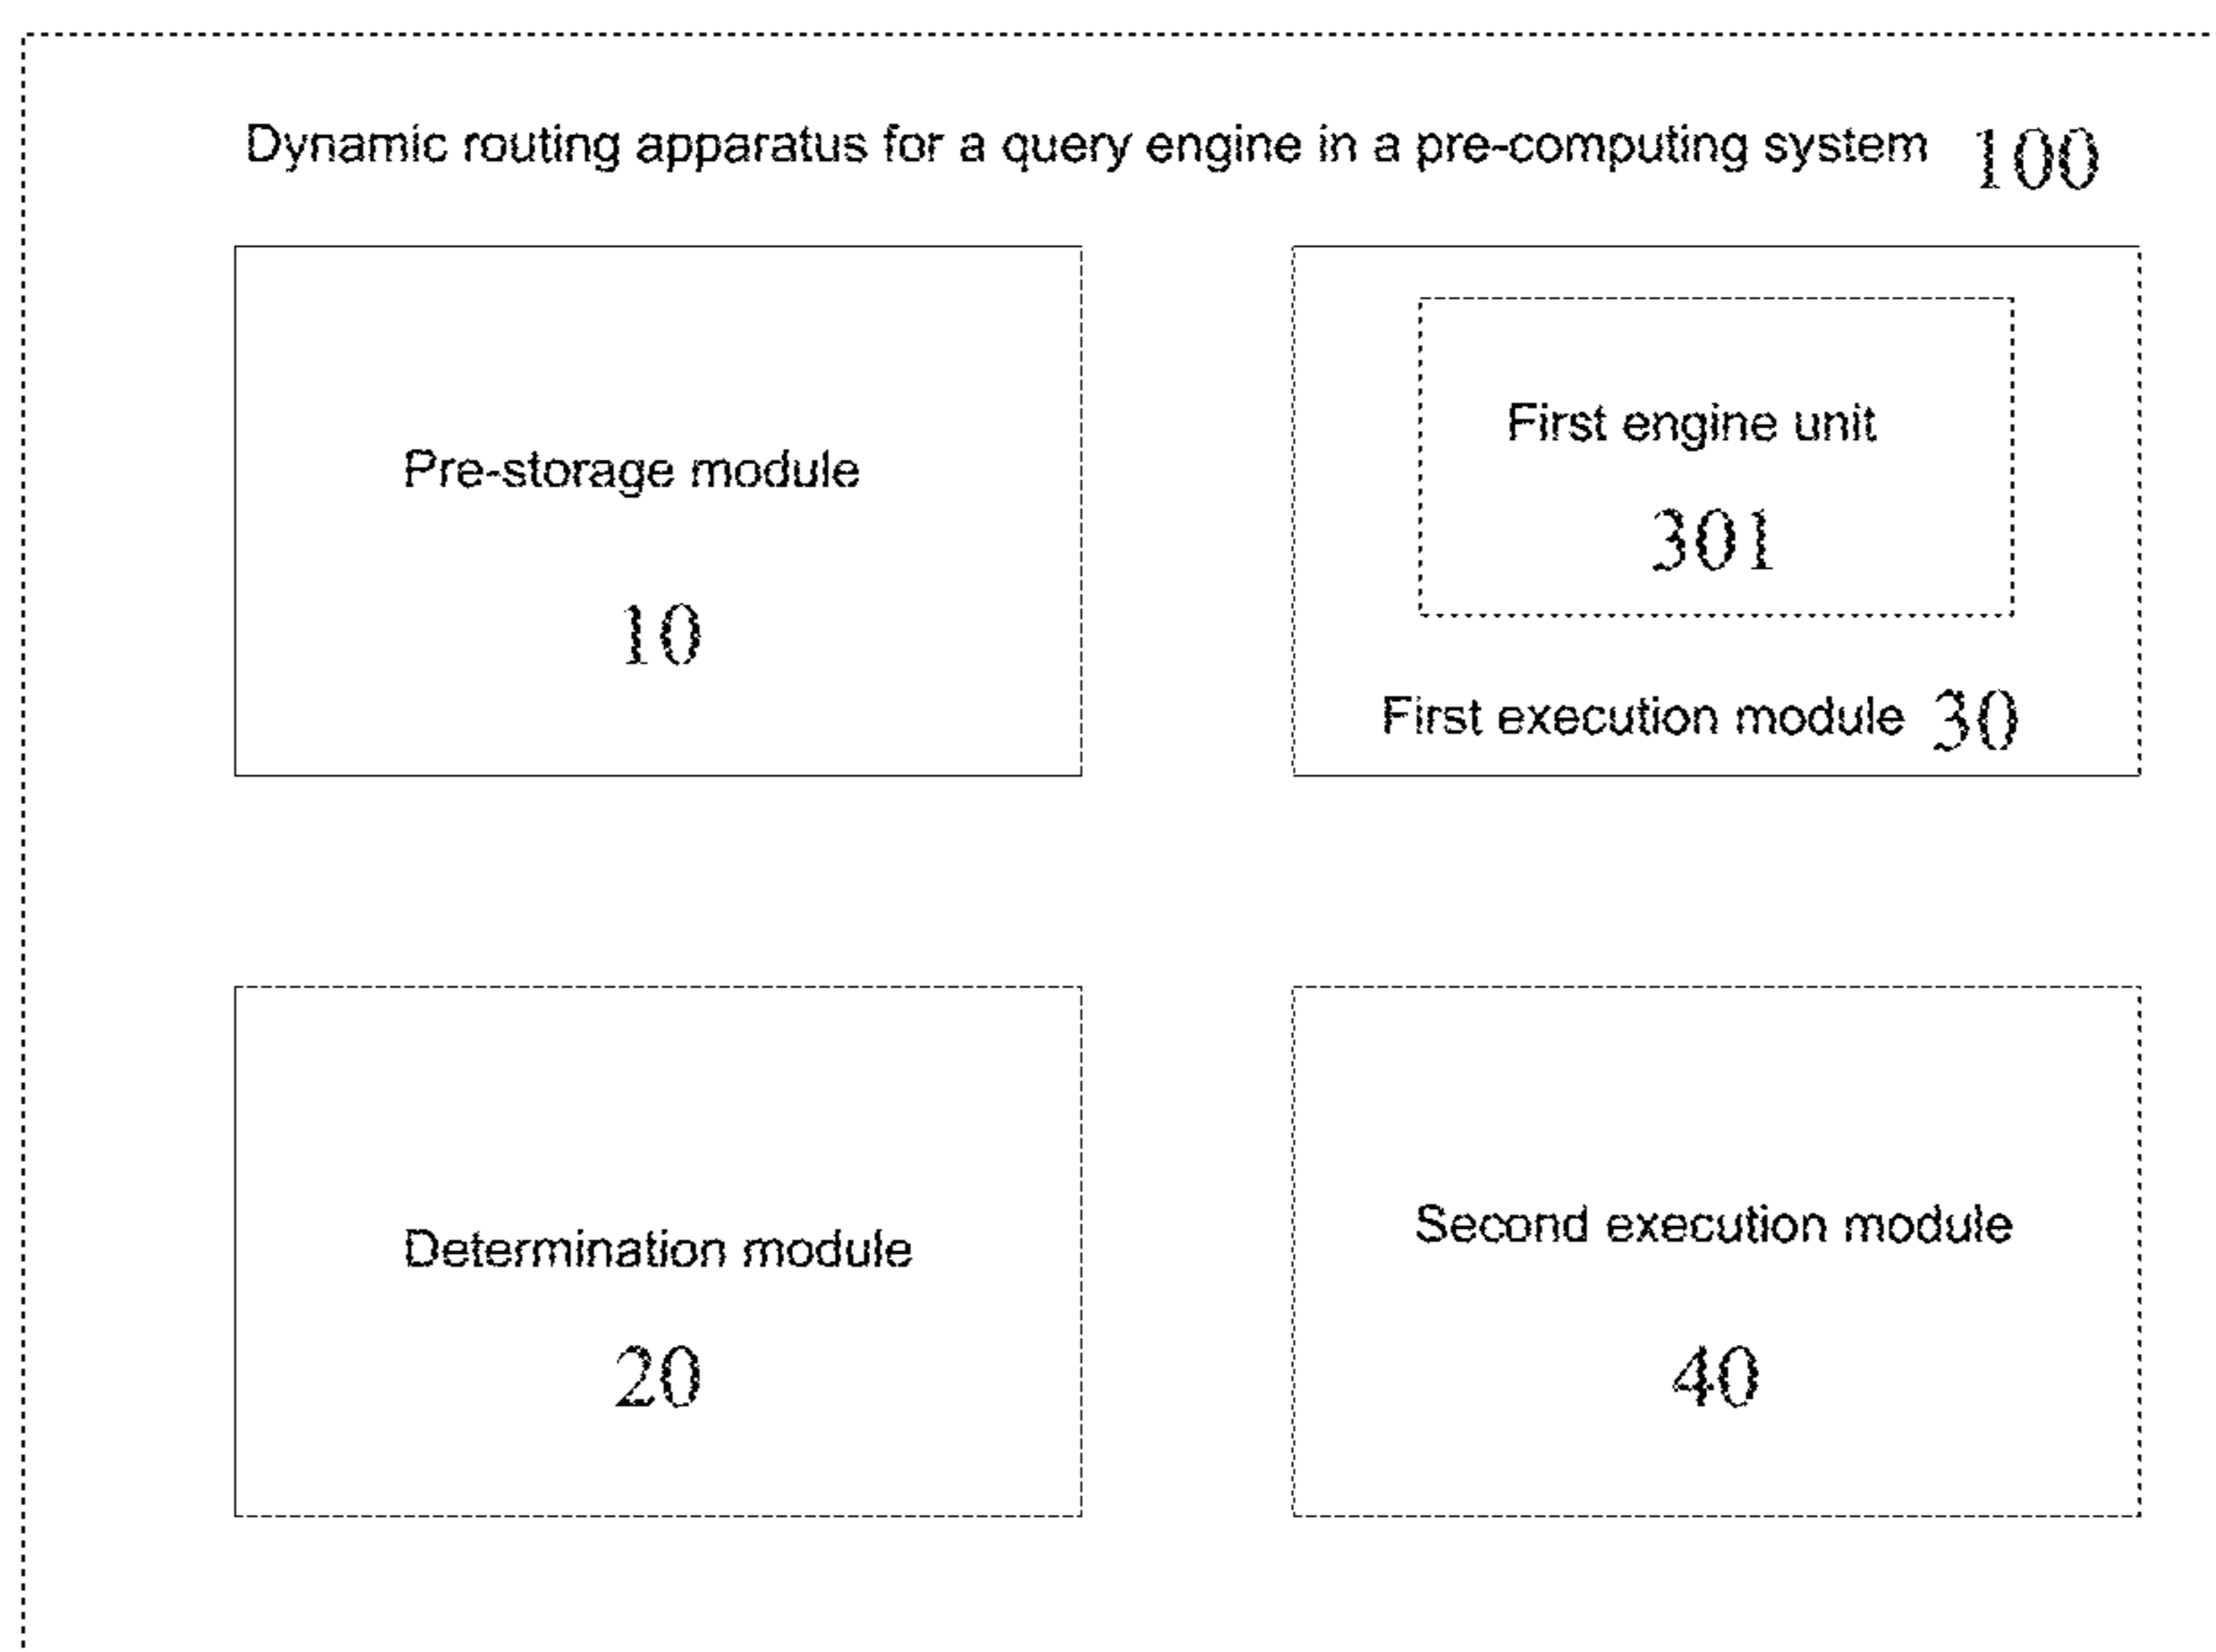 Dynamic routing apparatus for a query engine in a pre-computing system 100
Pre-storage module
10
First engine unit
301
First execution module 30
Determination module
20
Second execution module
40